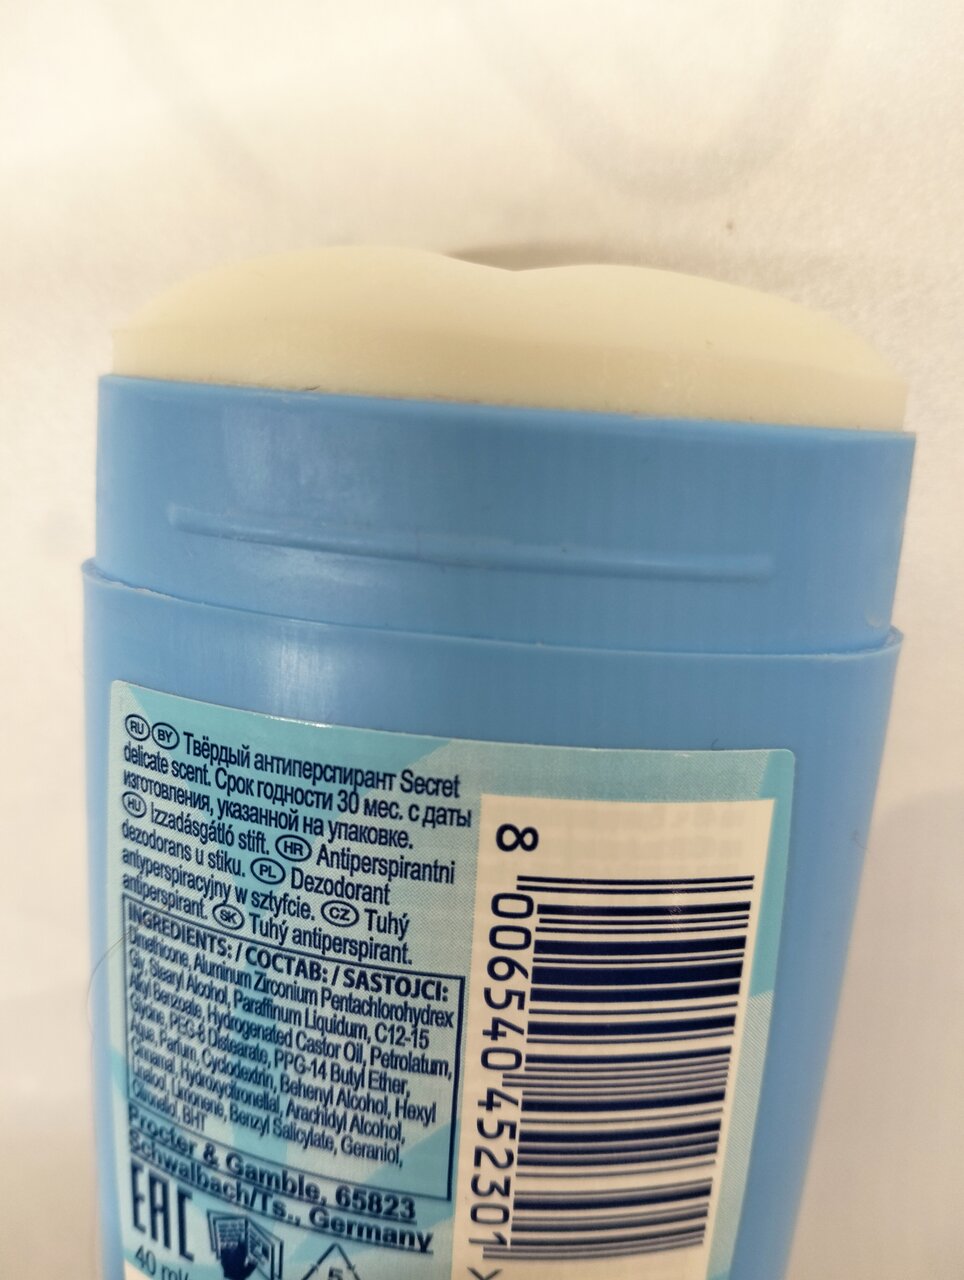 RU BY Твёрдый антиперспирант Secret
delicate scent. Срок годности 30 мес. с даты
изготовления, указанной на упаковке.
HU Izzadásgátló stift. HR Antiperspirantni
dezodorans u stiku. PL Dezodorant
antyperspiracyjny w sztyfcie. CZ Tuhý
antiperspirant. SK Tuhý antiperspirant.
INGREDIENTS: / СОСТАВ: / SASTOJCI:
Dimethicone, Aluminum Zirconium Pentachlorohydrex
Gly, Stearyl Alcohol, Paraffinum Liquidum, C12-15
Alkyl Benzoate, Hydrogenated Castor Oil, Petrolatum,
Glycine, PEG-8 Distearate, PPG-14 Butyl Ether,
Aqua, Parfum, Cyclodextrin, Behenyl Alcohol, Hexyl
Cinnamal, Hydroxycitronellal, Arachidyl Alcohol,
Linalool, Limonene, Benzyl Salicylate, Geraniol,
Citronellol, BHT
Procter & Gamble, 65823
Schwalbach/Ts., Germany
EAC
40 ml
5
8 006540 452301 >